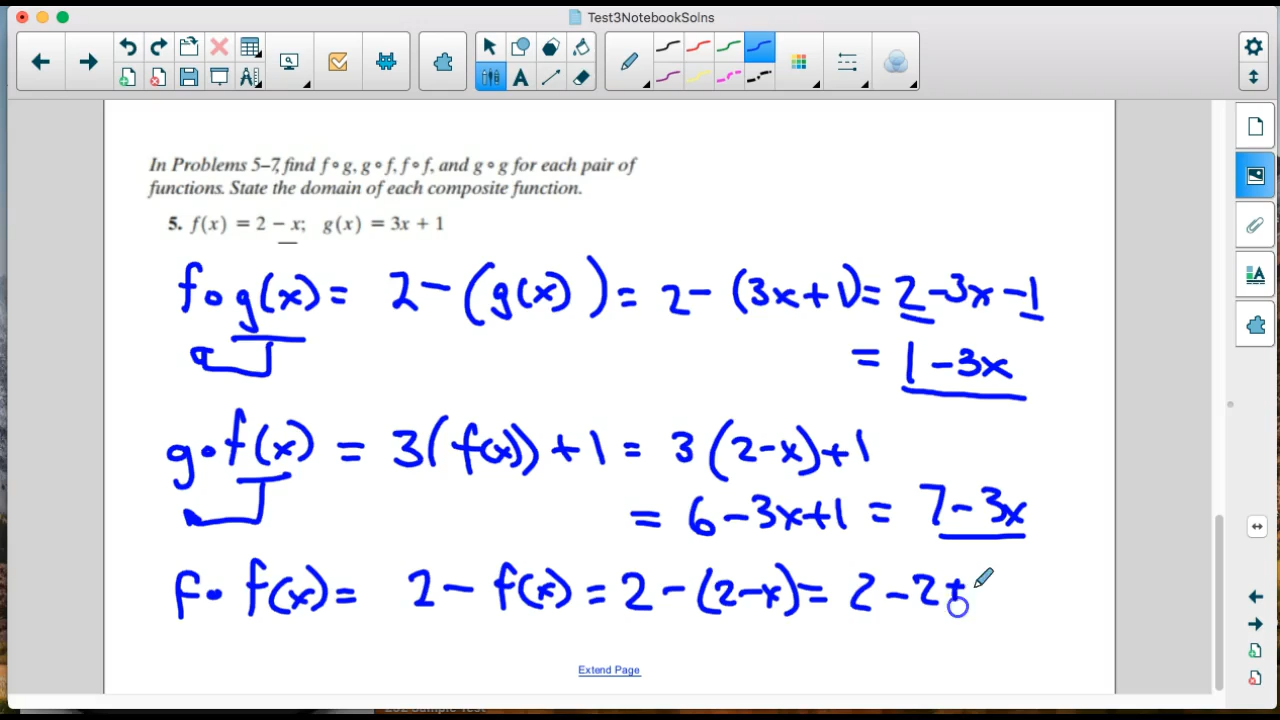 Test3NotebookSolns
In Problems 5–7, find f∘g, g∘f, f∘f, and g∘g for each pair of
functions. State the domain of each composite function.
5. f(x) = 2 − x;  g(x) = 3x + 1
f∘g(x) = 2 − (g(x)) = 2 − (3x+1) = 2 − 3x − 1
= 1 − 3x
g∘f(x) = 3(f(x)) + 1 = 3(2−x)+1
= 6 − 3x + 1 = 7 − 3x
f∘f(x) = 2 − f(x) = 2 − (2−x) = 2 − 2 +
Extend Page